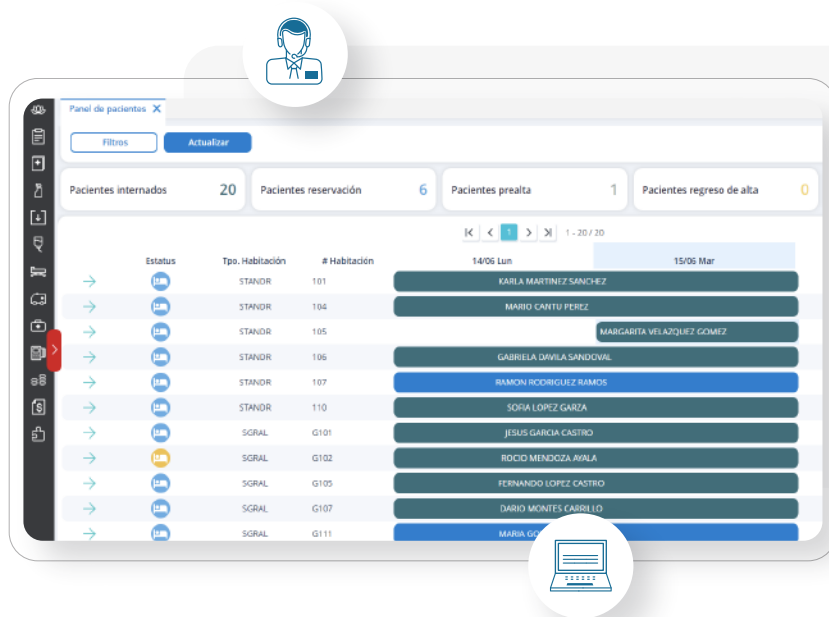 Panel de pacientes X
Filtros Actualizar
Pacientes internados 20 Pacientes reservación 6 Pacientes prealta 1 Pacientes regreso de alta 0
1 1 - 20 / 20
Estatus Tpo. Habitación # Habitación 14/06 Lun 15/06 Mar
STANDR 101 KARLA MARTINEZ SANCHEZ
STANDR 104 MARIO CANTU PEREZ
STANDR 105 MARGARITA VELAZQUEZ GOMEZ
STANDR 106 GABRIELA DAVILA SANDOVAL
STANDR 107 RAMON RODRIGUEZ RAMOS
STANDR 110 SOFIA LOPEZ GARZA
SGRAL G101 JESUS GARCIA CASTRO
SGRAL G102 ROCIO MENDOZA AYALA
SGRAL G105 FERNANDO LOPEZ CASTRO
SGRAL G107 DARIO MONTES CARRILLO
SGRAL G111 MARIA